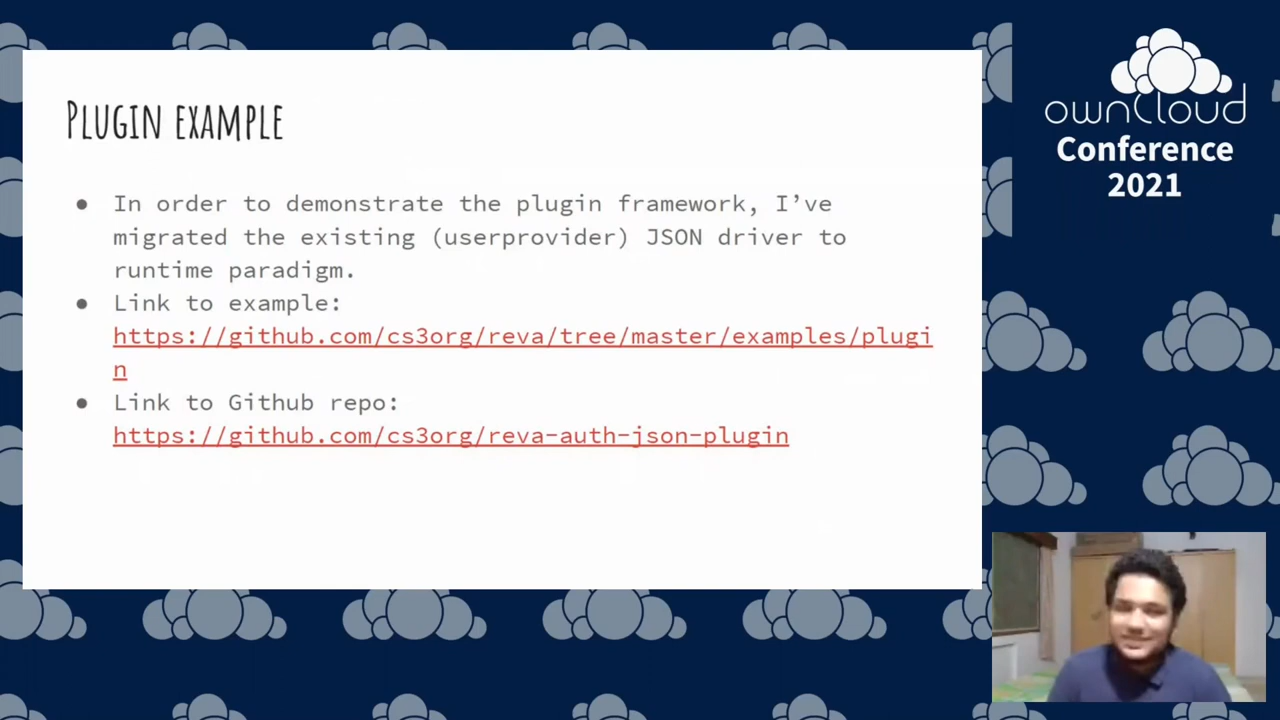 PLUGIN EXAMPLE
● In order to demonstrate the plugin framework, I’ve
migrated the existing (userprovider) JSON driver to
runtime paradigm.
● Link to example:
https://github.com/cs3org/reva/tree/master/examples/plugi
n
● Link to Github repo:
https://github.com/cs3org/reva-auth-json-plugin
ownCloud
Conference
2021